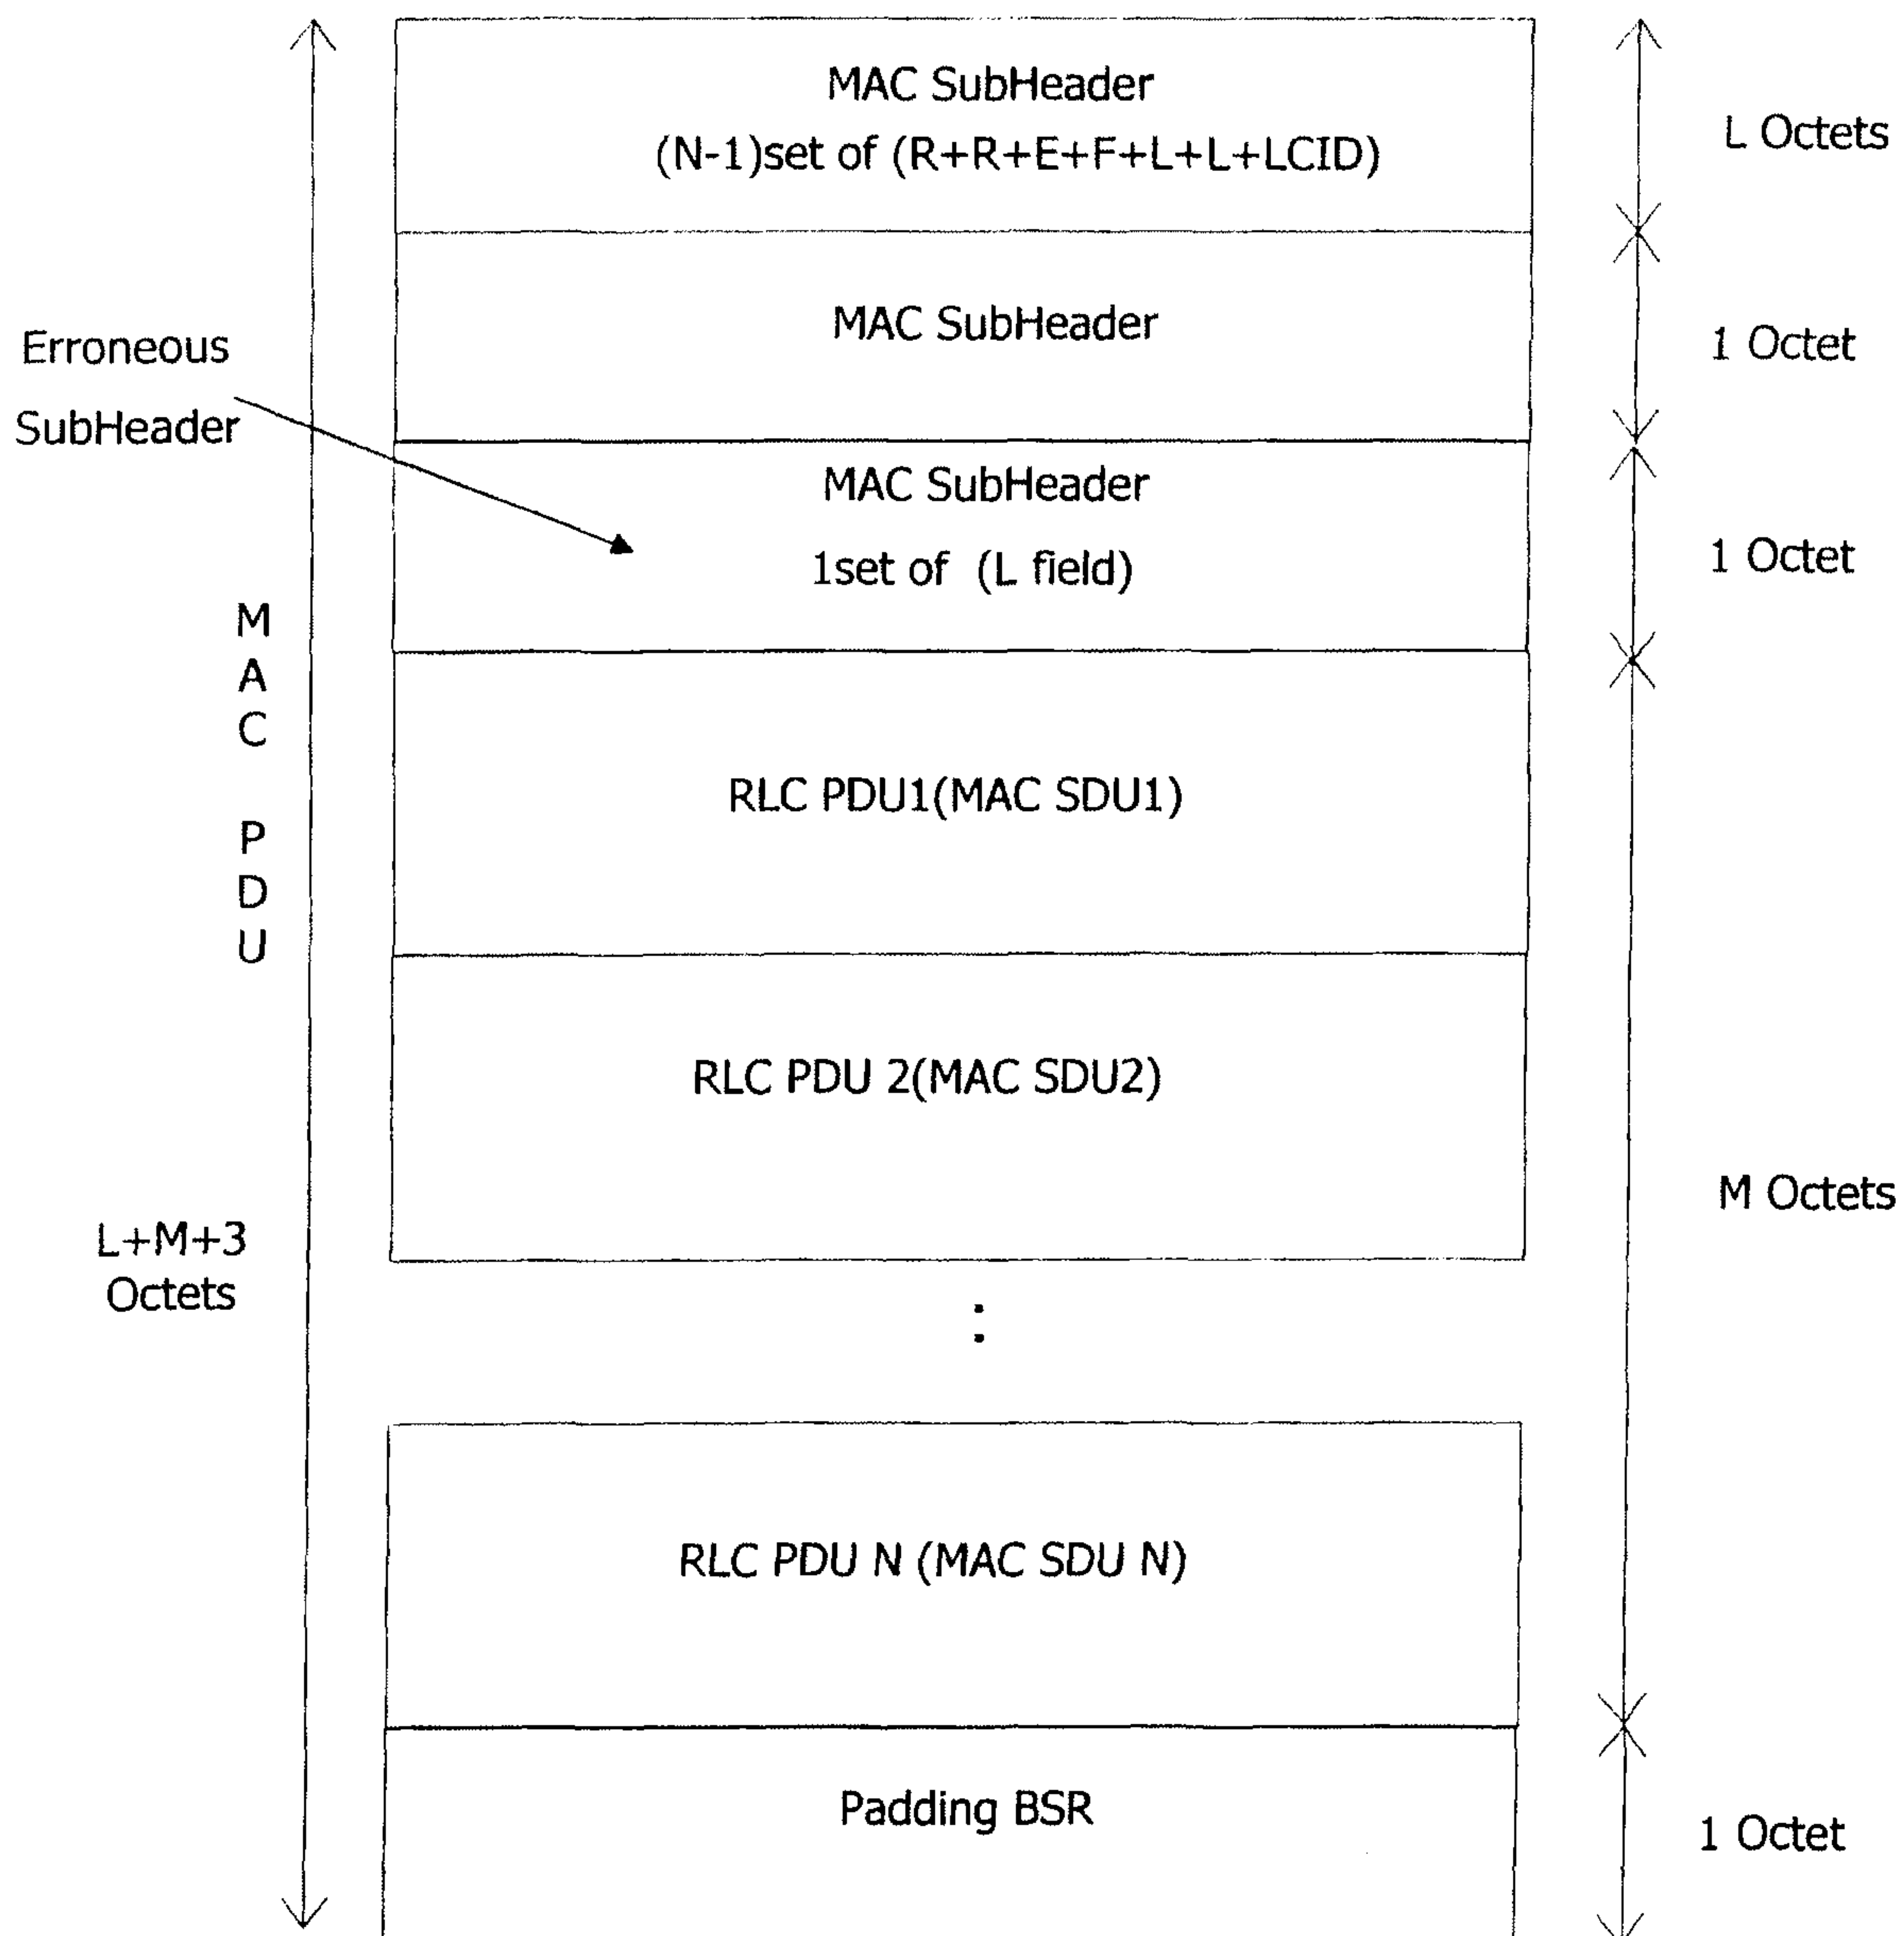 MAC SubHeader
(N-1)set of (R+R+E+F+L+L+LCID)
L Octets
MAC SubHeader
1 Octet
Erroneous
SubHeader
MAC SubHeader
1set of (L field)
1 Octet
M
A
C
P
D
U
RLC PDU1(MAC SDU1)
RLC PDU 2(MAC SDU2)
M Octets
L+M+3
Octets
:
RLC PDU N (MAC SDU N)
Padding BSR
1 Octet